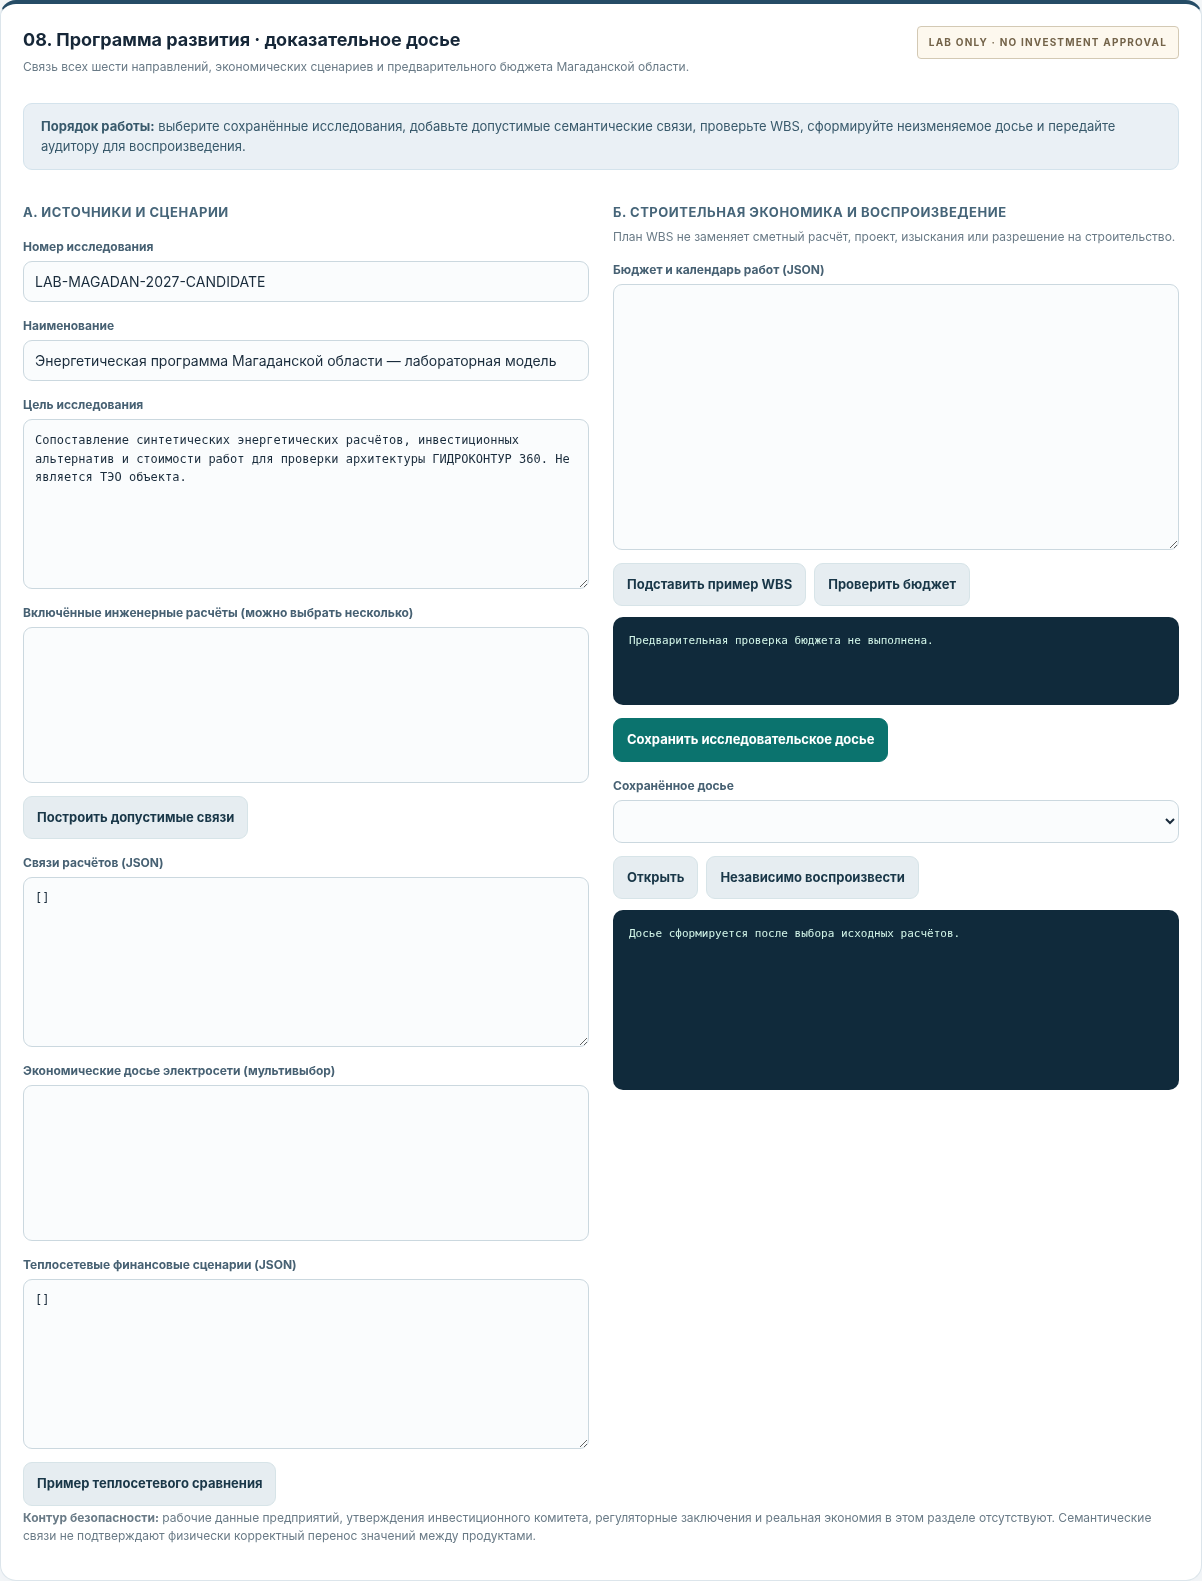 08. Программа развития · доказательное досье
LAB ONLY · NO INVESTMENT APPROVAL
Связь всех шести направлений, экономических сценариев и предварительного бюджета Магаданской области.
Порядок работы: выберите сохранённые исследования, добавьте допустимые семантические связи, проверьте WBS, сформируйте неизменяемое досье и передайте
аудитору для воспроизведения.
А. ИСТОЧНИКИ И СЦЕНАРИИ
Номер исследования
LAB-MAGADAN-2027-CANDIDATE
Наименование
Энергетическая программа Магаданской области — лабораторная модель
Цель исследования
Сопоставление синтетических энергетических расчётов, инвестиционных
альтернатив и стоимости работ для проверки архитектуры ГИДРОКОНТУР 360. Не
является ТЭО объекта.
Включённые инженерные расчёты (можно выбрать несколько)
Построить допустимые связи
Связи расчётов (JSON)
[]
Экономические досье электросети (мультивыбор)
Теплосетевые финансовые сценарии (JSON)
[]
Пример теплосетевого сравнения
Б. СТРОИТЕЛЬНАЯ ЭКОНОМИКА И ВОСПРОИЗВЕДЕНИЕ
План WBS не заменяет сметный расчёт, проект, изыскания или разрешение на строительство.
Бюджет и календарь работ (JSON)
Подставить пример WBS
Проверить бюджет
Предварительная проверка бюджета не выполнена.
Сохранить исследовательское досье
Сохранённое досье
Открыть
Независимо воспроизвести
Досье сформируется после выбора исходных расчётов.
Контур безопасности: рабочие данные предприятий, утверждения инвестиционного комитета, регуляторные заключения и реальная экономия в этом разделе отсутствуют. Семантические
связи не подтверждают физически корректный перенос значений между продуктами.